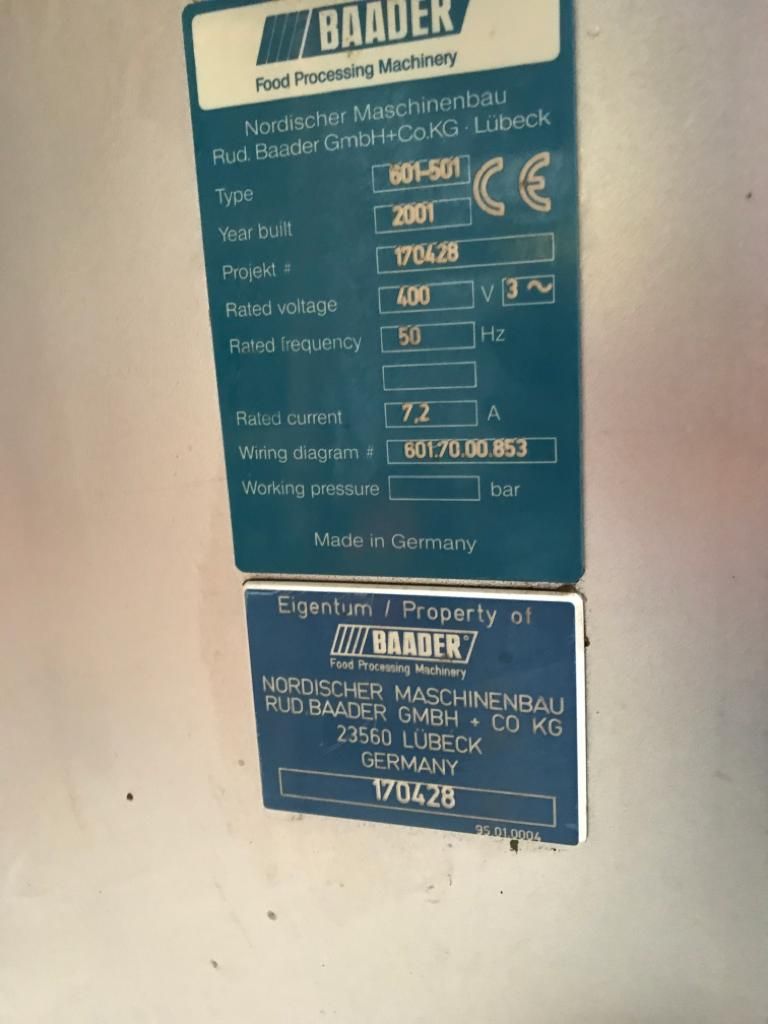 BAADER
Food Processing Machinery
Nordischer Maschinenbau
Rud. Baader GmbH+Co.KG · Lübeck
Type 601-501 CE
Year built 2001
Projekt # 170428
Rated voltage 400 V 3 ~
Rated frequency 50 Hz
Rated current 7,2 A
Wiring diagram # 601.70.00.853
Working pressure bar
Made in Germany
Eigentum / Property of
BAADER®
Food Processing Machinery
NORDISCHER MASCHINENBAU
RUD.BAADER GMBH + CO KG
23560 LÜBECK
GERMANY
170428
95.01.0004